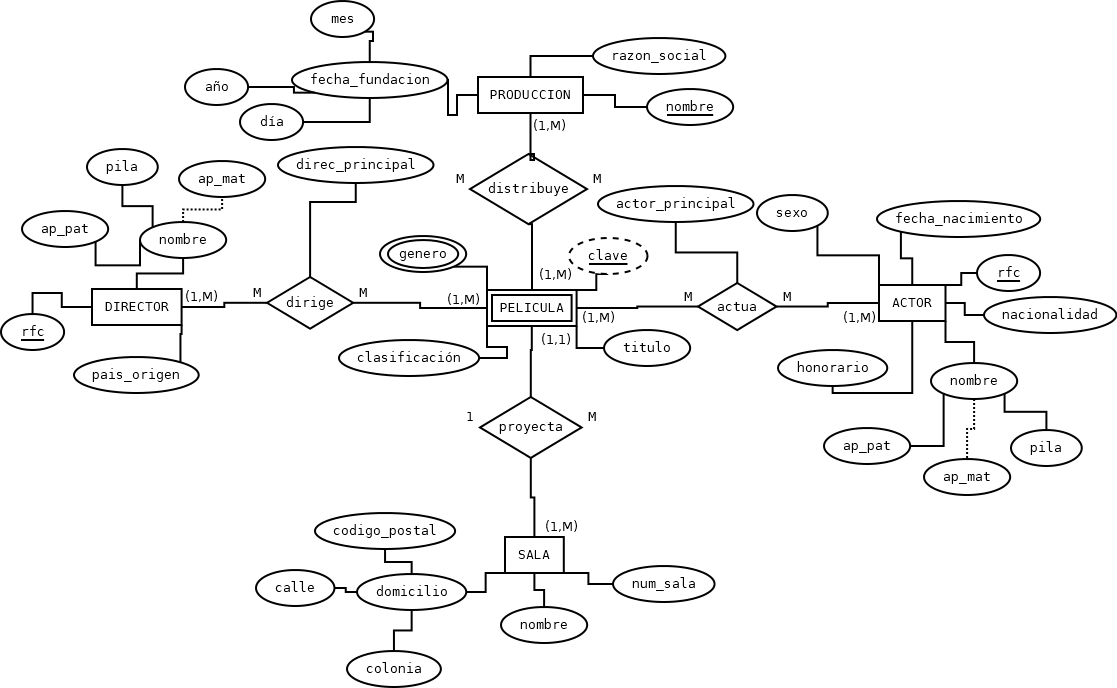 mes
razon_social
fecha_fundacion
año
PRODUCCION
nombre
día
(1,M)
direc_principal
pila
ap_mat
M
distribuye
M
actor_principal
sexo
fecha_nacimiento
ap_pat
nombre
genero
clave
rfc
(1,M)
DIRECTOR
(1,M)
M
dirige
M
(1,M)
PELICULA
(1,M)
M
actua
M
(1,M)
ACTOR
nacionalidad
rfc
(1,1)
titulo
clasificación
pais_origen
honorario
nombre
1
proyecta
M
ap_pat
pila
ap_mat
(1,M)
codigo_postal
SALA
calle
domicilio
num_sala
nombre
colonia